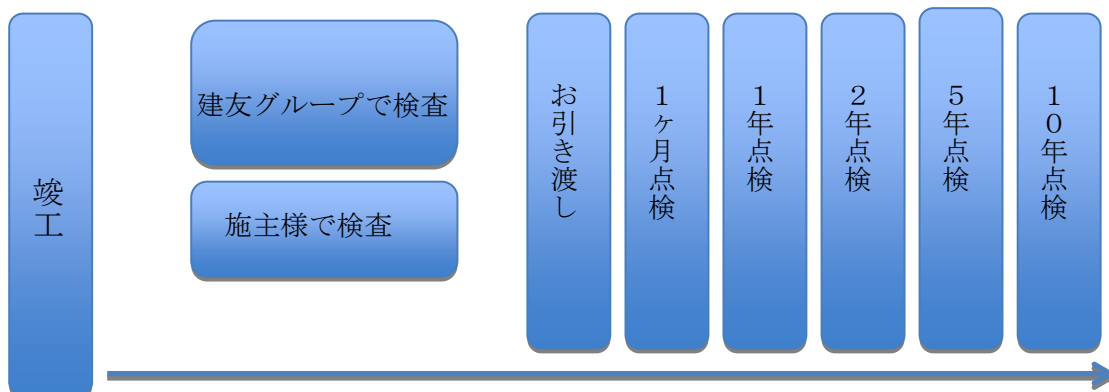 竣工
建友グループで検査
施主様で検査
お引き渡し
１ヶ月点検
１年点検
２年点検
５年点検
１０年点検